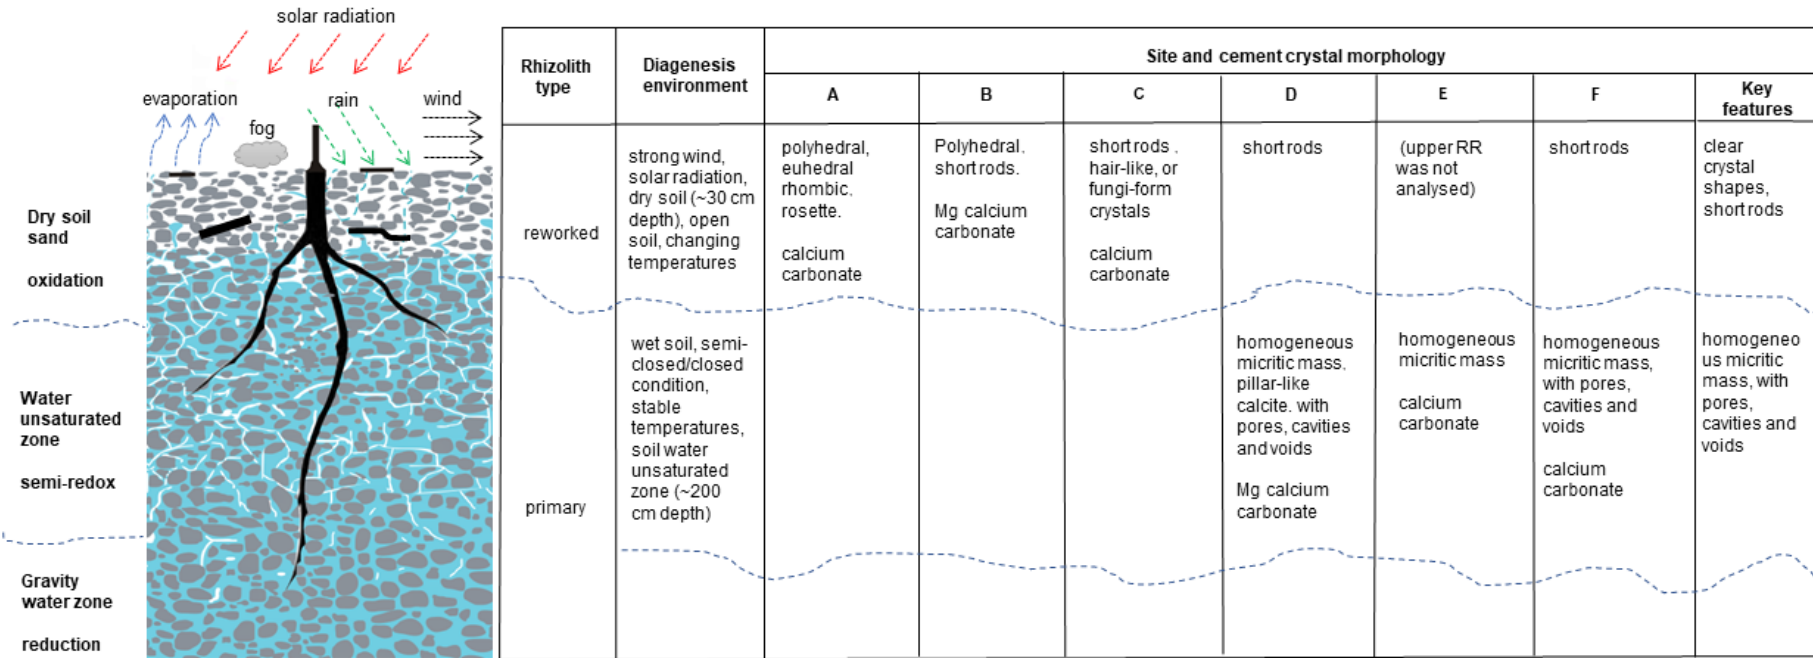 solar radiation
evaporation
rain
wind
fog
Dry soil
sand
oxidation
Water
unsaturated
zone
semi-redox
Gravity
water zone
reduction
Rhizolith
type
Diagenesis
environment
Site and cement crystal morphology
A
B
C
D
E
F
Key
features
reworked
strong wind,
solar radiation,
dry soil (~30 cm
depth), open
soil, changing
temperatures
polyhedral,
euhedral
rhombic.
rosette.
calcium
carbonate
Polyhedral.
short rods.
Mg calcium
carbonate
short rods .
hair-like, or
fungi-form
crystals
calcium
carbonate
short rods
(upper RR
was not
analysed)
short rods
clear
crystal
shapes,
short rods
primary
wet soil, semi-
closed/closed
condition,
stable
temperatures,
soil water
unsaturated
zone (~200
cm depth)
homogeneous
micritic mass.
pillar-like
calcite. with
pores, cavities
and voids
Mg calcium
carbonate
homogeneous
micritic mass
calcium
carbonate
homogeneous
micritic mass,
with pores,
cavities and
voids
calcium
carbonate
homogeneo
us micritic
mass, with
pores,
cavities and
voids